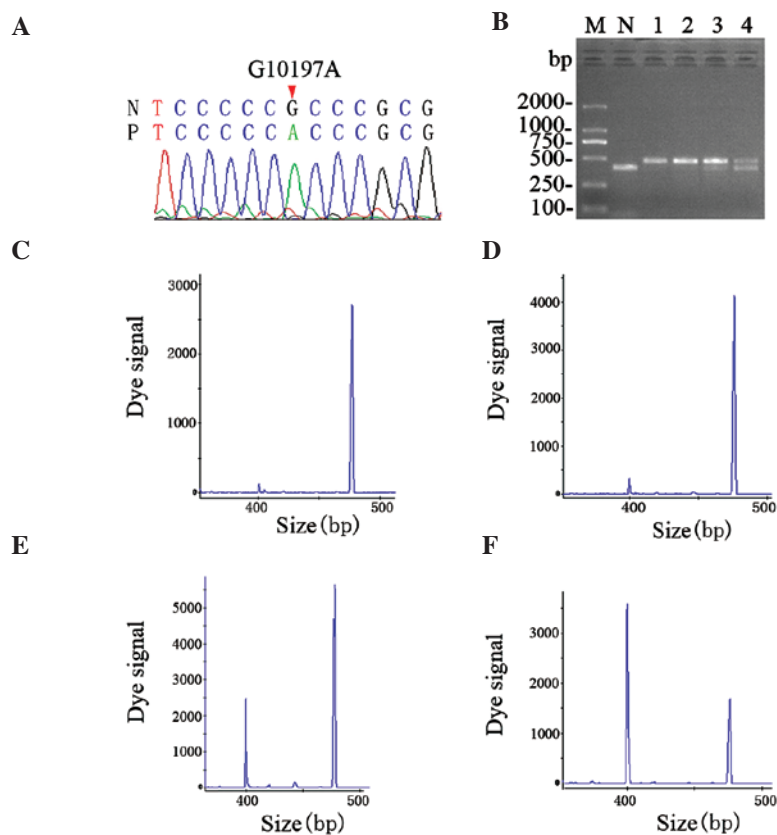 A
G10197A
N T C C C C C G C C C G C G
P T C C C C C A C C C G C G
B
M N 1 2 3 4
bp
2000-
1000-
750-
500-
250-
100-
C
Dye signal
3000
2000
1000
0
400 500
Size(bp)
D
Dye signal
4000
3000
2000
1000
0
400 500
Size(bp)
E
Dye signal
5000
4000
3000
2000
1000
0
400 500
Size(bp)
F
Dye signal
3000
2000
1000
0
400 500
Size(bp)